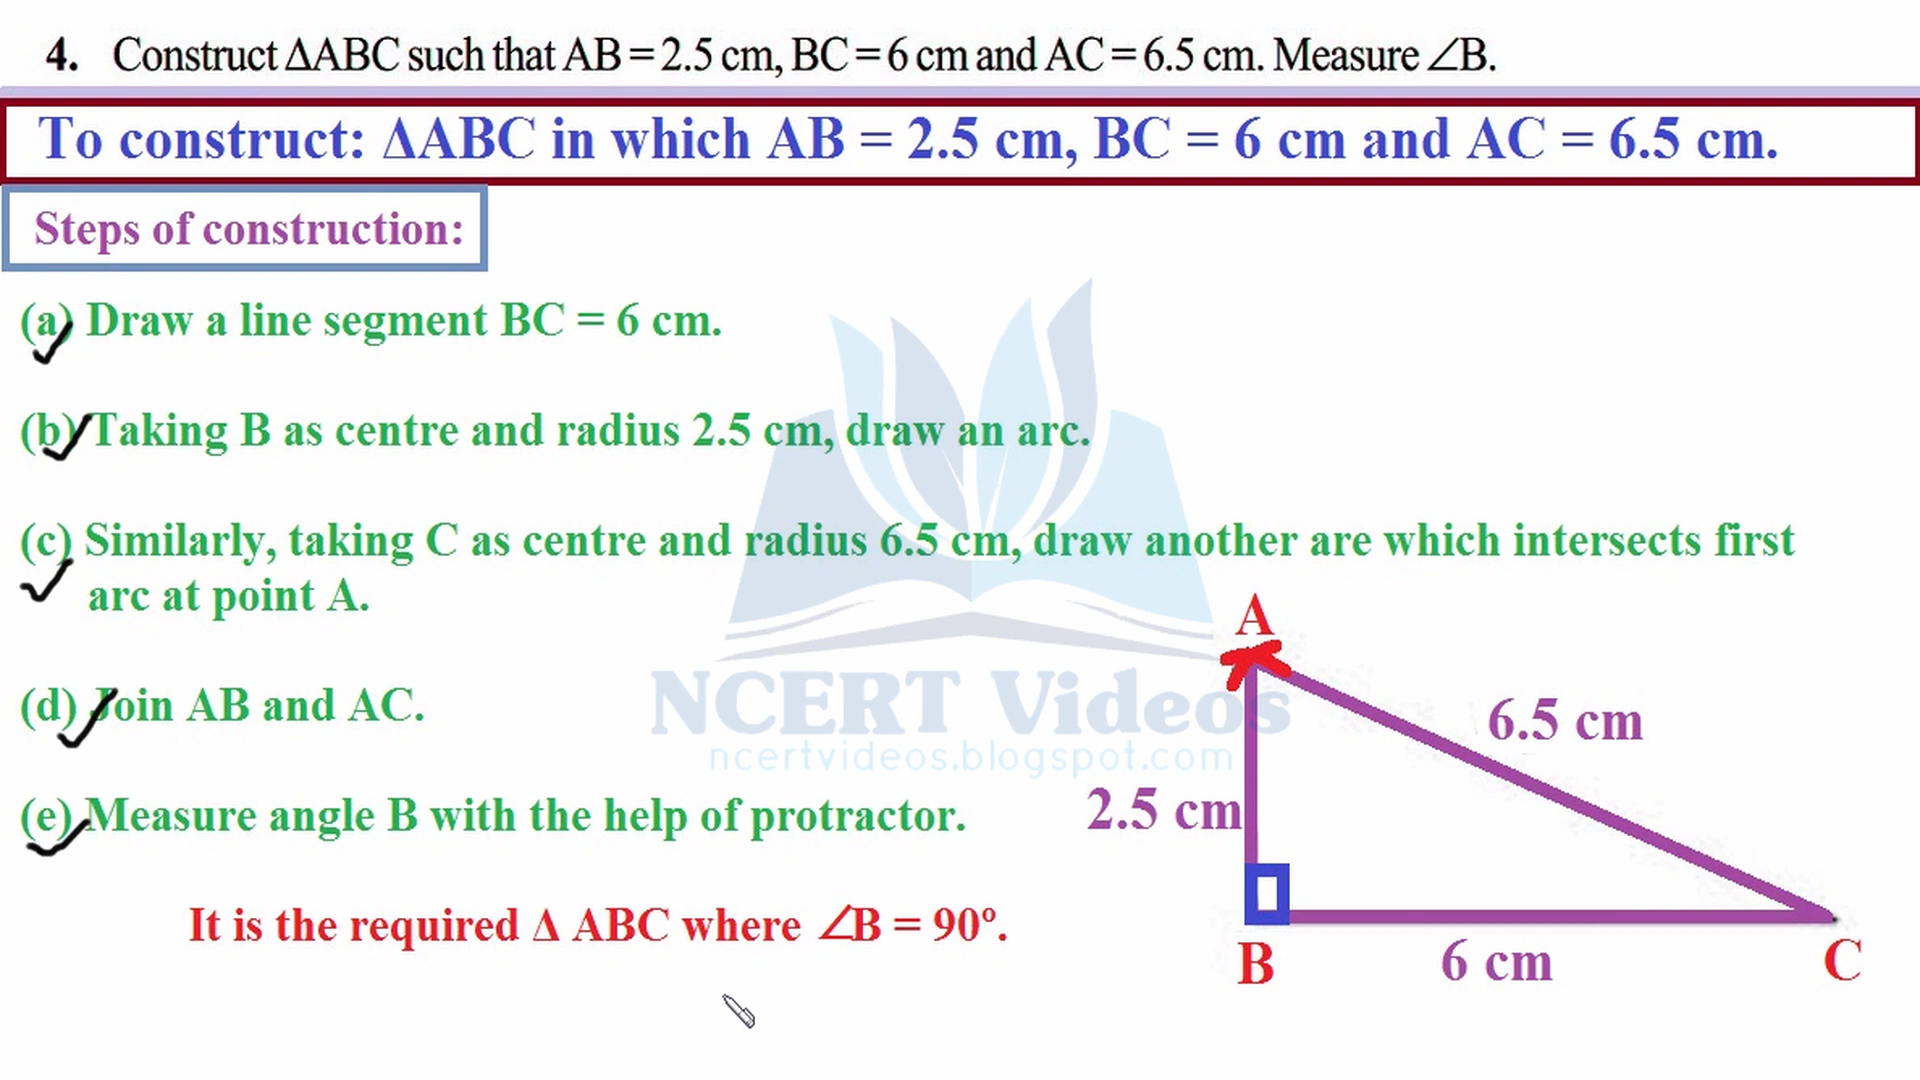 4. Construct ΔABC such that AB = 2.5 cm, BC = 6 cm and AC = 6.5 cm. Measure ∠B.
To construct: ΔABC in which AB = 2.5 cm, BC = 6 cm and AC = 6.5 cm.
Steps of construction:
(a) Draw a line segment BC = 6 cm.
(b) Taking B as centre and radius 2.5 cm, draw an arc.
(c) Similarly, taking C as centre and radius 6.5 cm, draw another are which intersects first
arc at point A.
A
(d) Join AB and AC.
NCERT Videos
6.5 cm
ncertvideos.blogspot.com
(e) Measure angle B with the help of protractor.
2.5 cm
It is the required Δ ABC where ∠B = 90º.
B
6 cm
C